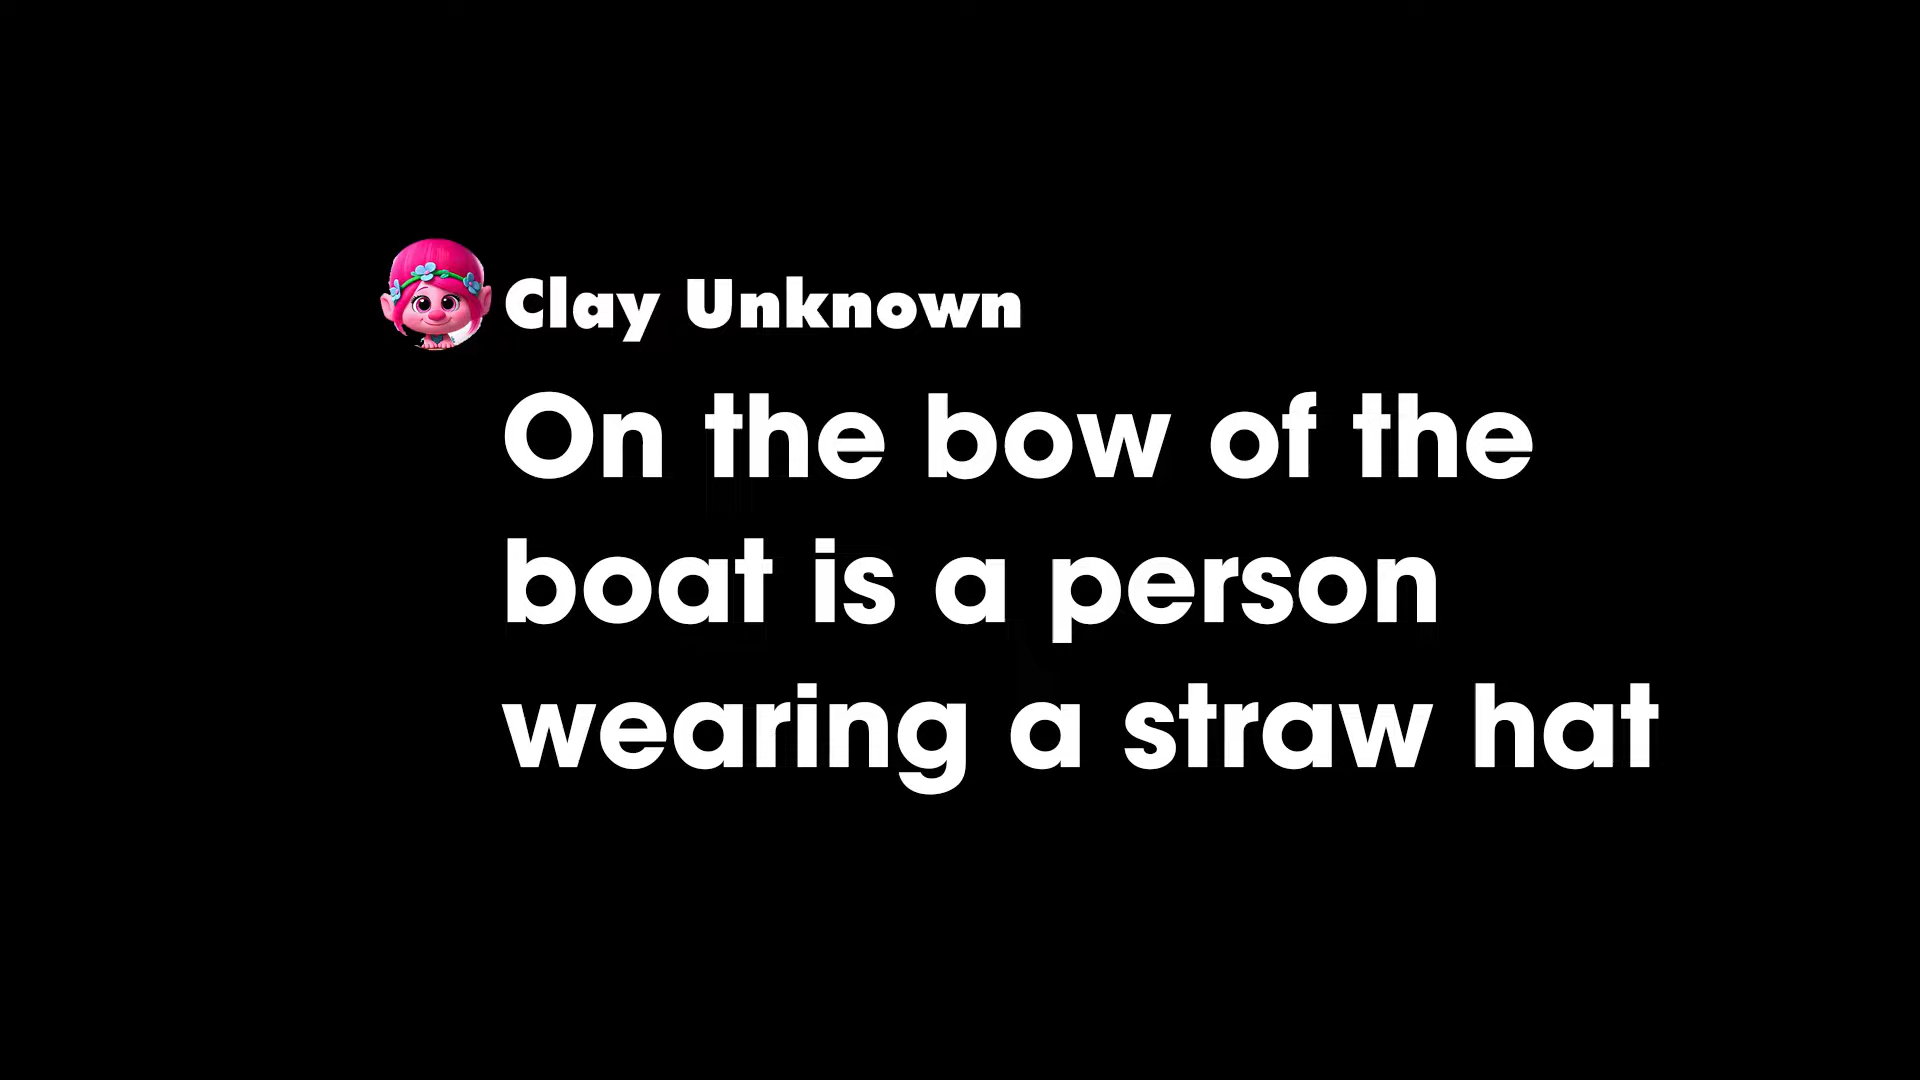 Clay Unknown
On the bow of the
boat is a person
wearing a straw hat